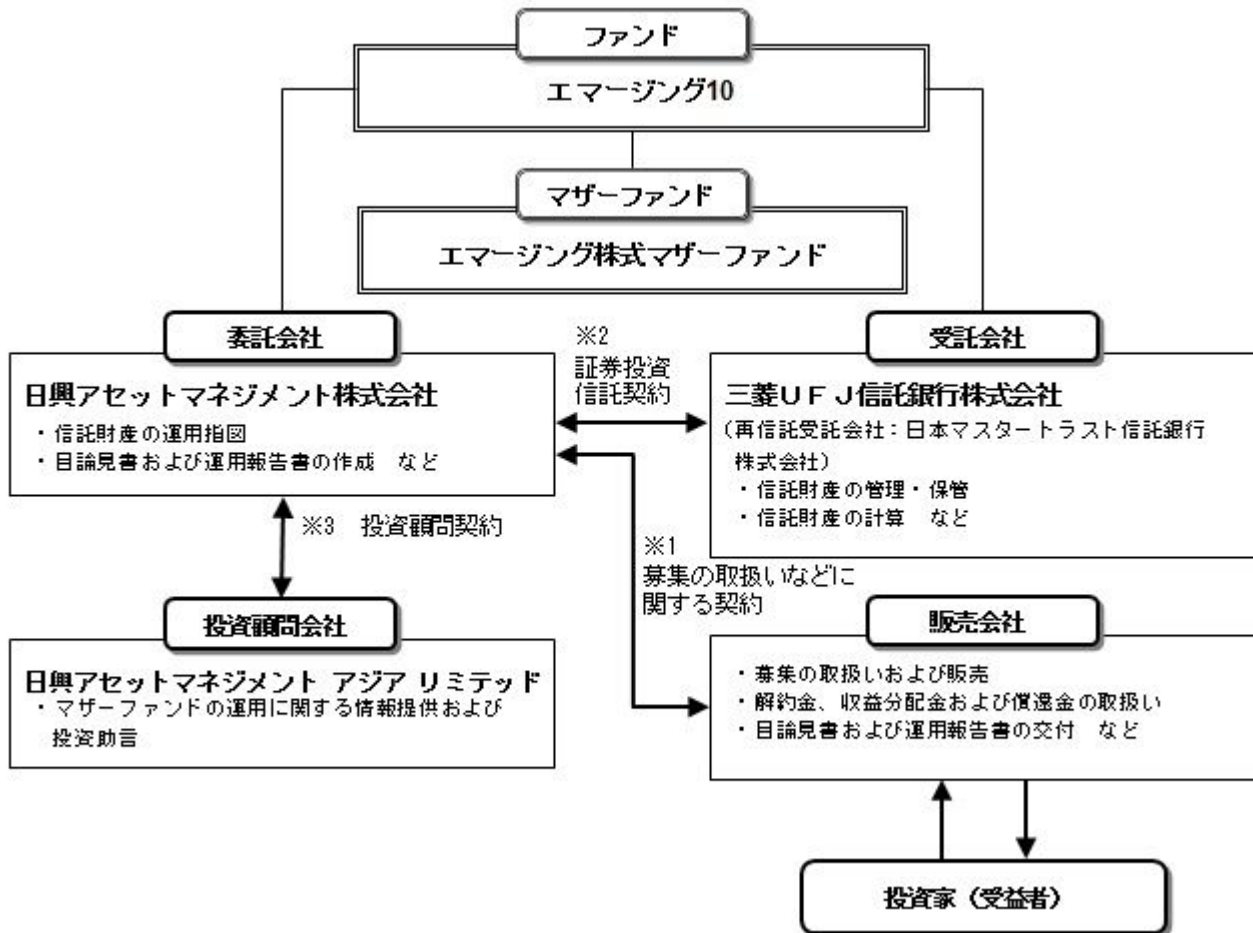 ファンド
エマージング10
マザーファンド
エマージング株式マザーファンド
委託会社
日興アセットマネジメント株式会社
・信託財産の運用指図
・目論見書および運用報告書の作成　など
※2
証券投資
信託契約
受託会社
三菱ＵＦＪ信託銀行株式会社
（再信託受託会社：日本マスタートラスト信託銀行
株式会社）
・信託財産の管理・保管
・信託財産の計算　など
※3　投資顧問契約
※1
募集の取扱いなどに
関する契約
投資顧問会社
日興アセットマネジメント アジア リミテッド
・マザーファンドの運用に関する情報提供および
投資助言
販売会社
・募集の取扱いおよび販売
・解約金、収益分配金および償還金の取扱い
・目論見書および運用報告書の交付　など
投資家（受益者）